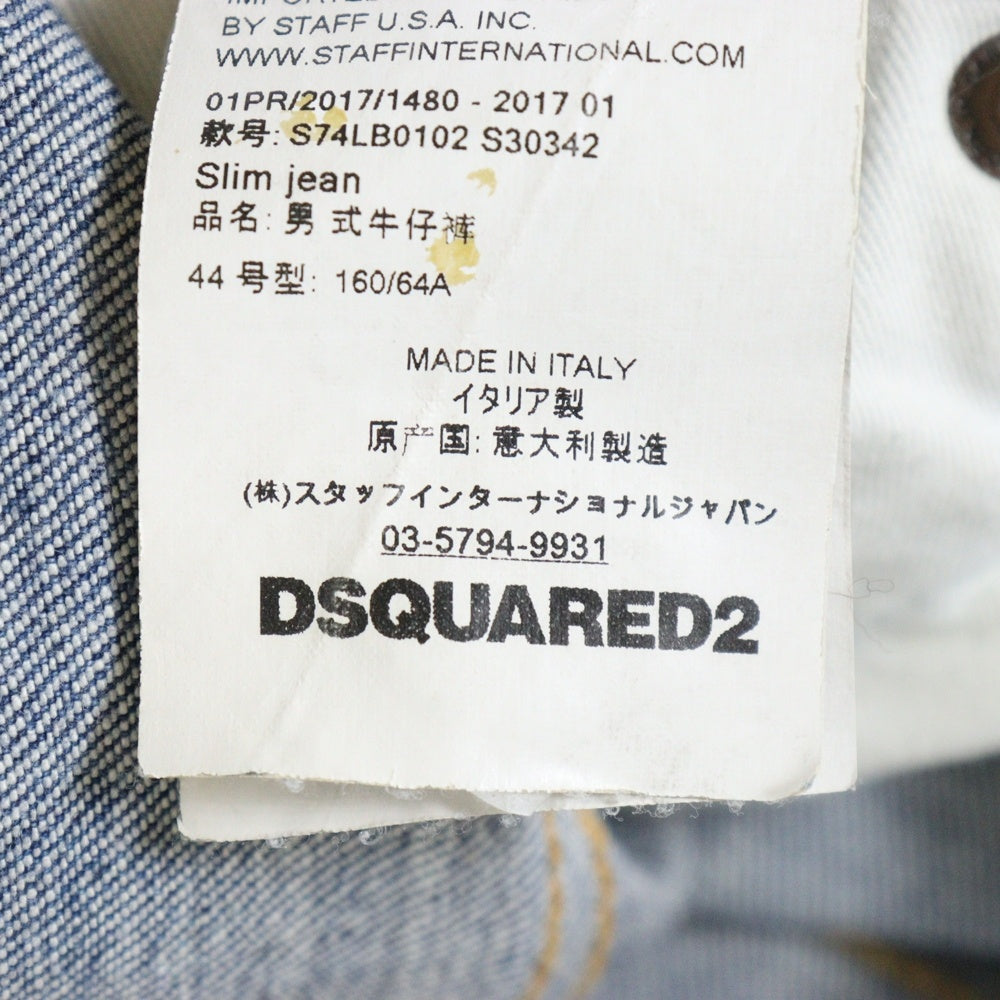 BY STAFF U.S.A. INC.
WWW.STAFFINTERNATIONAL.COM
01PR/2017/1480 - 2017 01
款号: S74LB0102 S30342
Slim jean
品名: 男 式牛仔裤
44 号型: 160/64A
MADE IN ITALY
イタリア製
原产国: 意大利製造
(株)スタッフインターナショナルジャパン
03-5794-9931
DSQUARED2